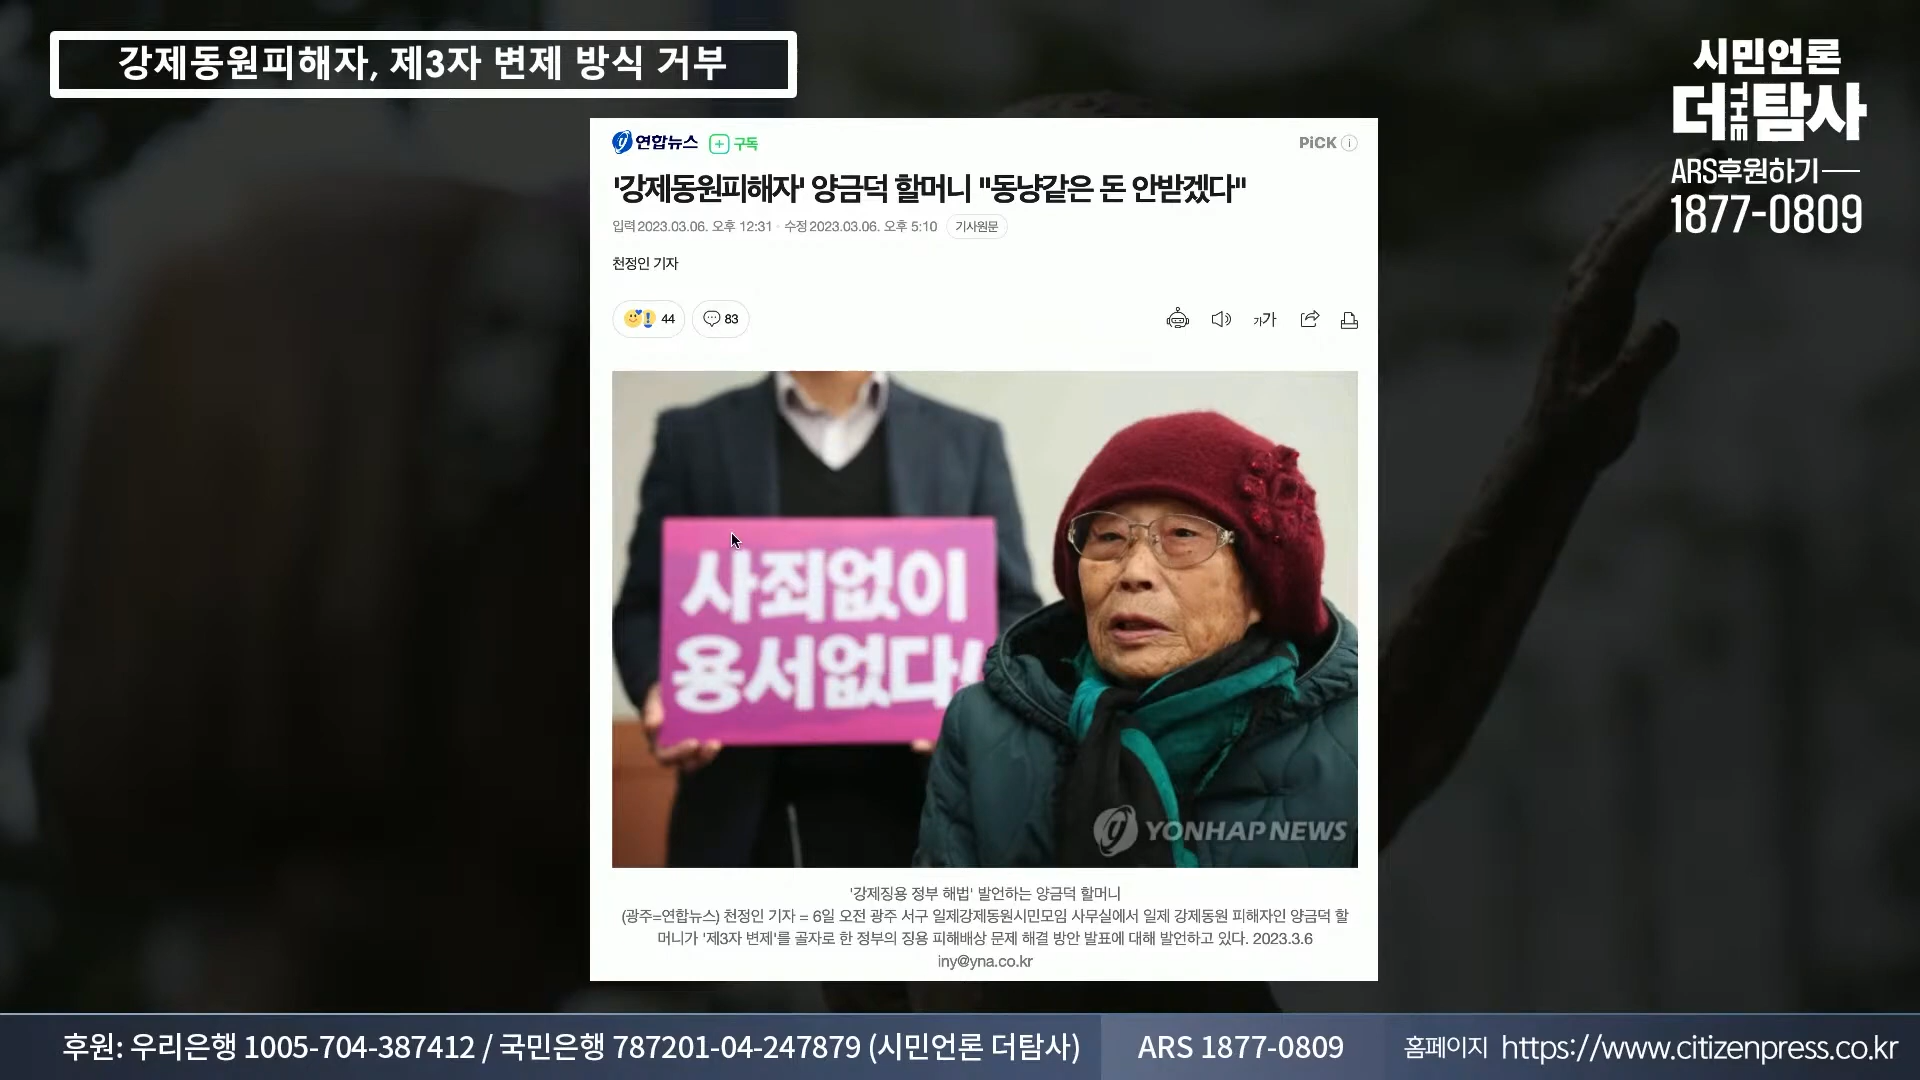 강제동원피해자, 제3자 변제 방식 거부
시민언론
더THE탐사
ARS후원하기
1877-0809
연합뉴스 구독
PiCK
'강제동원피해자' 양금덕 할머니 "동냥같은 돈 안받겠다"
입력 2023.03.06. 오후 12:31 · 수정 2023.03.06. 오후 5:10 기사원문
천정인 기자
44 83
가가
사죄없이
용서없다!
YONHAP NEWS
'강제징용 정부 해법' 발언하는 양금덕 할머니
(광주=연합뉴스) 천정인 기자 = 6일 오전 광주 서구 일제강제동원시민모임 사무실에서 일제 강제동원 피해자인 양금덕 할
머니가 '제3자 변제'를 골자로 한 정부의 징용 피해배상 문제 해결 방안 발표에 대해 발언하고 있다. 2023.3.6
iny@yna.co.kr
후원: 우리은행 1005-704-387412 / 국민은행 787201-04-247879 (시민언론 더탐사) ARS 1877-0809 홈페이지 https://www.citizenpress.co.kr